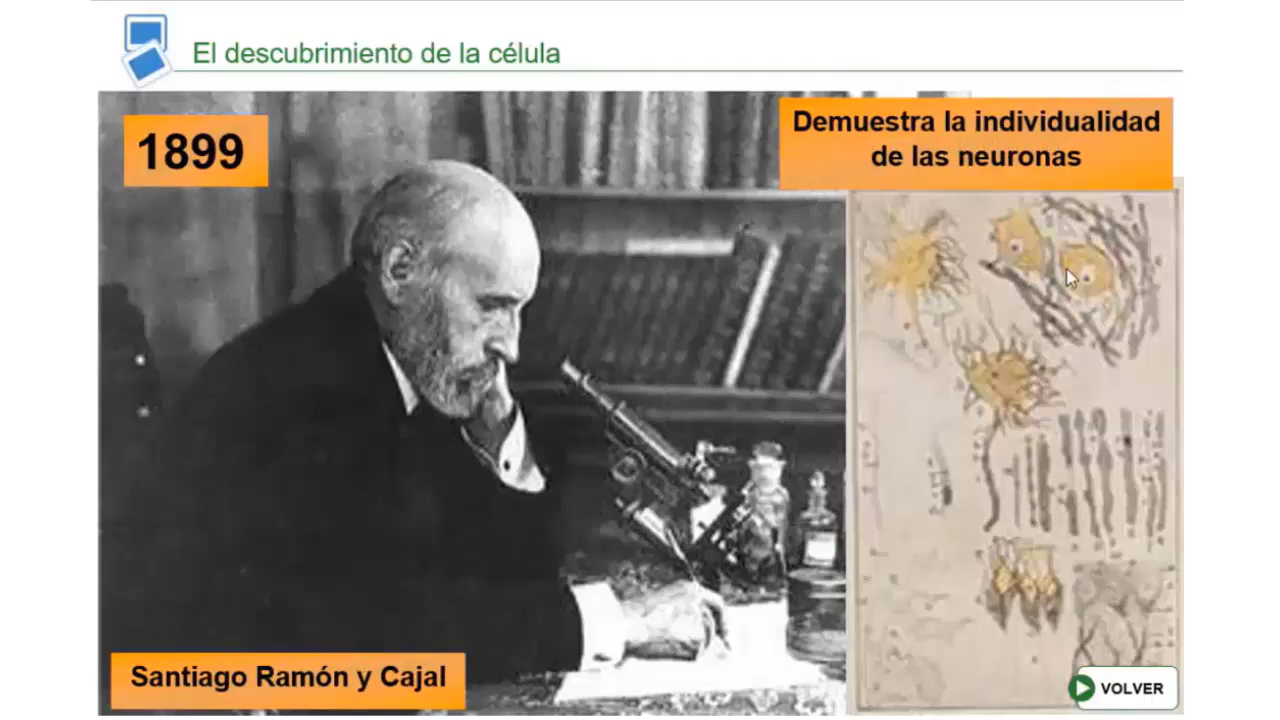 El descubrimiento de la célula
1899
Demuestra la individualidad
de las neuronas
Santiago Ramón y Cajal
VOLVER